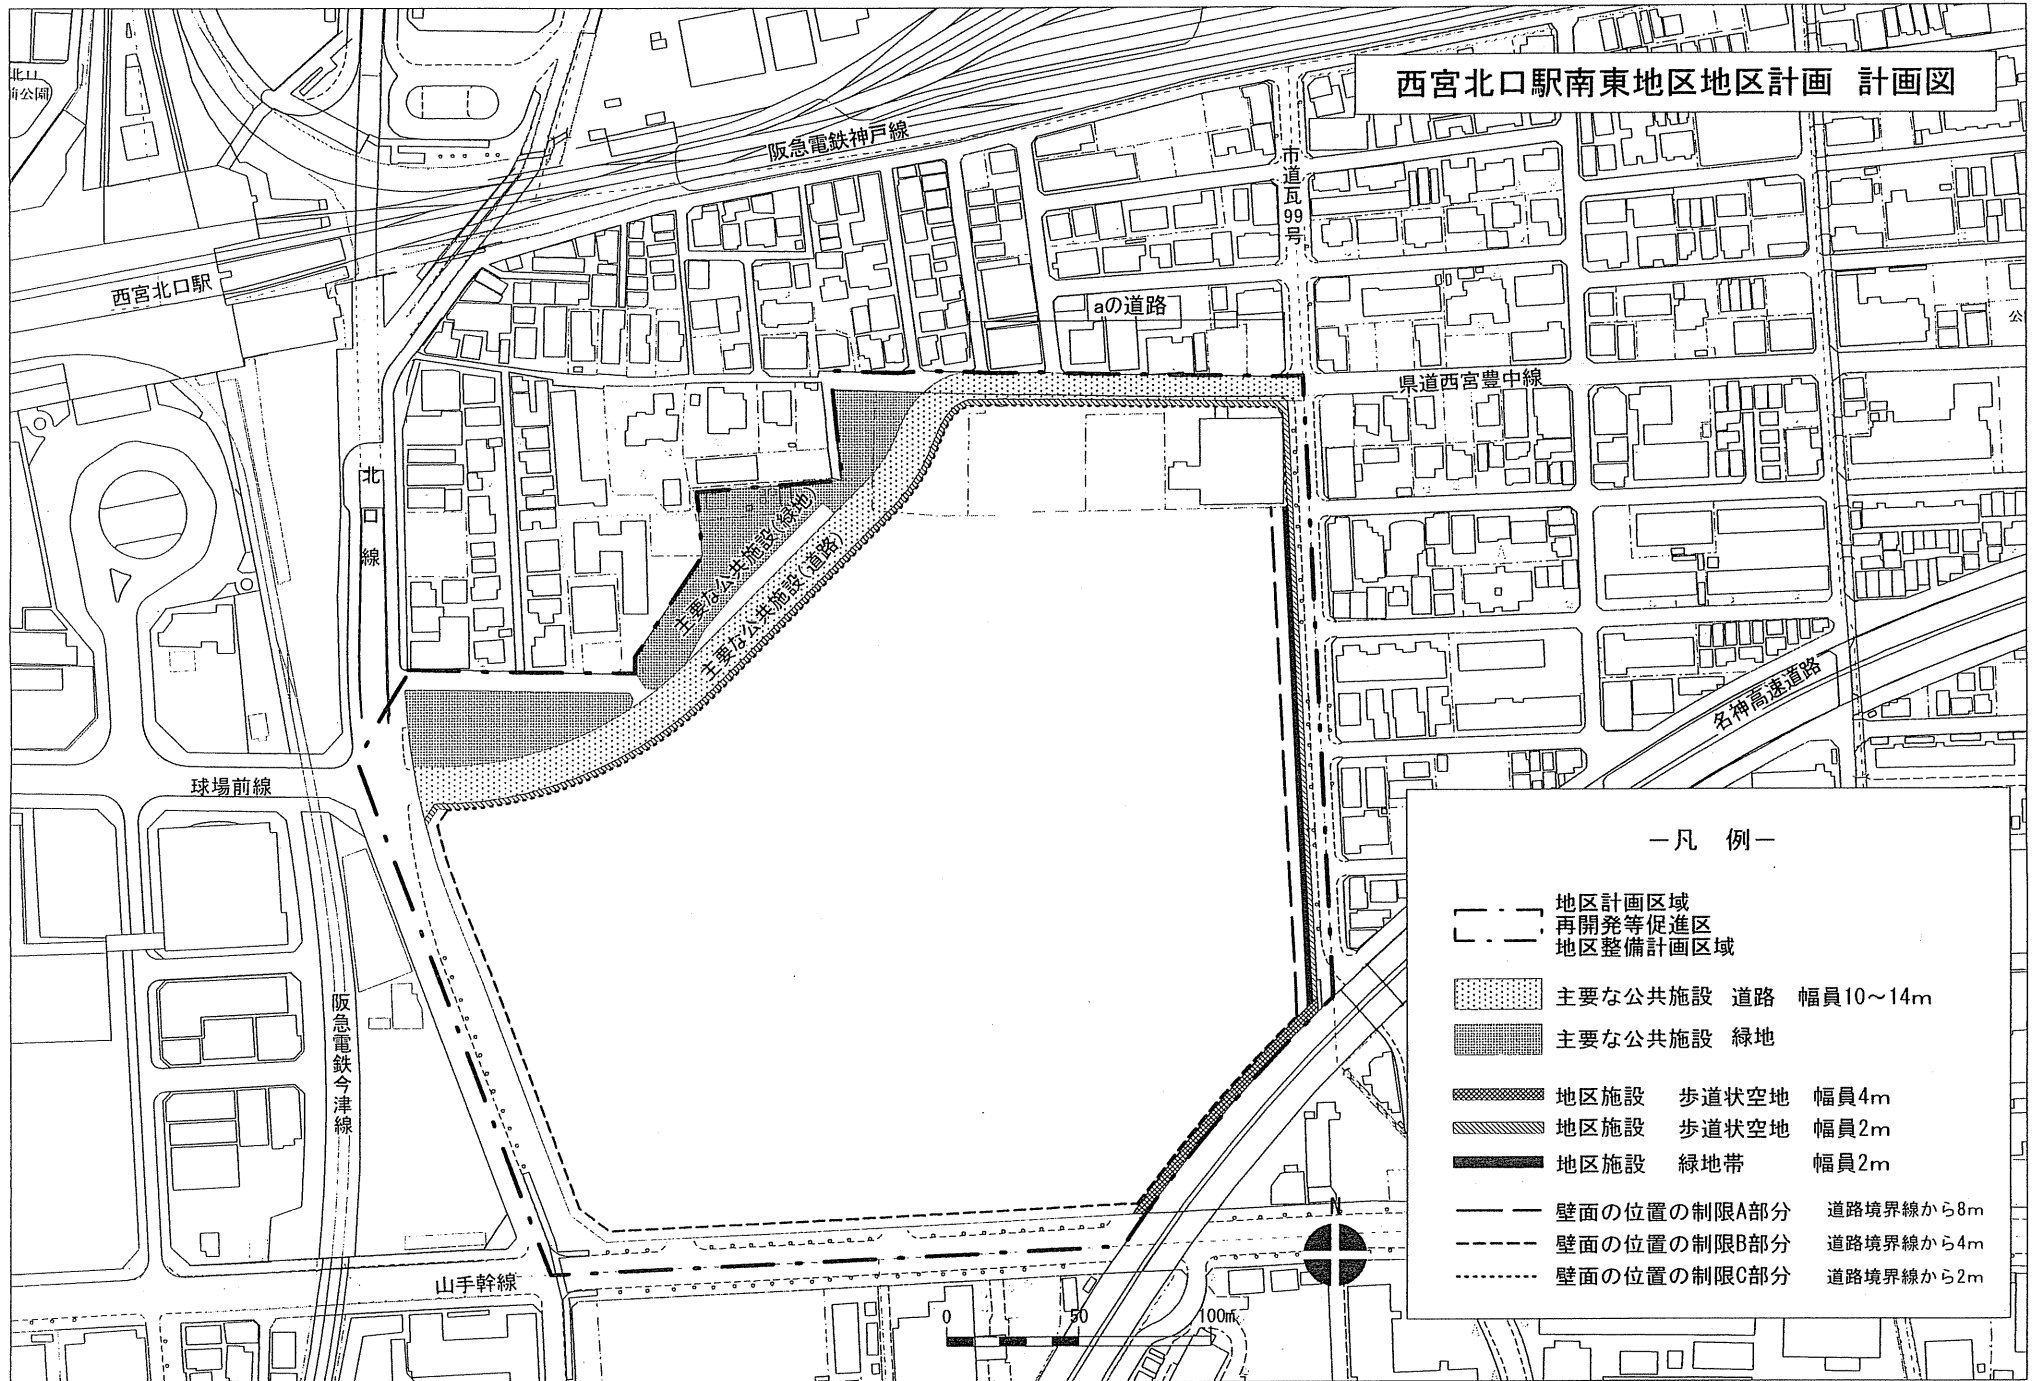 西宮北口駅南東地区地区計画 計画図
北口
前公園
阪急電鉄神戸線
市道瓦99号
西宮北口駅
aの道路
公
県道西宮豊中線
北口線
主要な公共施設(緑地)
主要な公共施設(道路)
名神高速道路
球場前線
阪急電鉄今津線
山手幹線
－凡 例－
地区計画区域
再開発等促進区
地区整備計画区域
主要な公共施設 道路 幅員10～14m
主要な公共施設 緑地
地区施設 歩道状空地 幅員4m
地区施設 歩道状空地 幅員2m
地区施設 緑地帯 幅員2m
壁面の位置の制限A部分 道路境界線から8m
壁面の位置の制限B部分 道路境界線から4m
壁面の位置の制限C部分 道路境界線から2m
N
0 50 100m